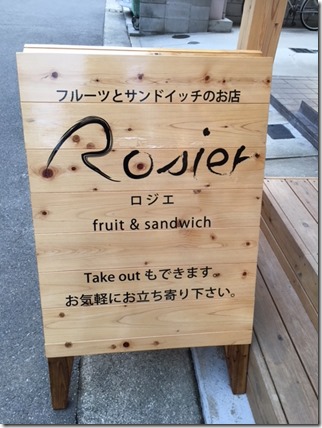 フルーツとサンドイッチのお店
Rosier
ロジエ
fruit & sandwich
Take out もできます。
お気軽にお立ち寄り下さい。